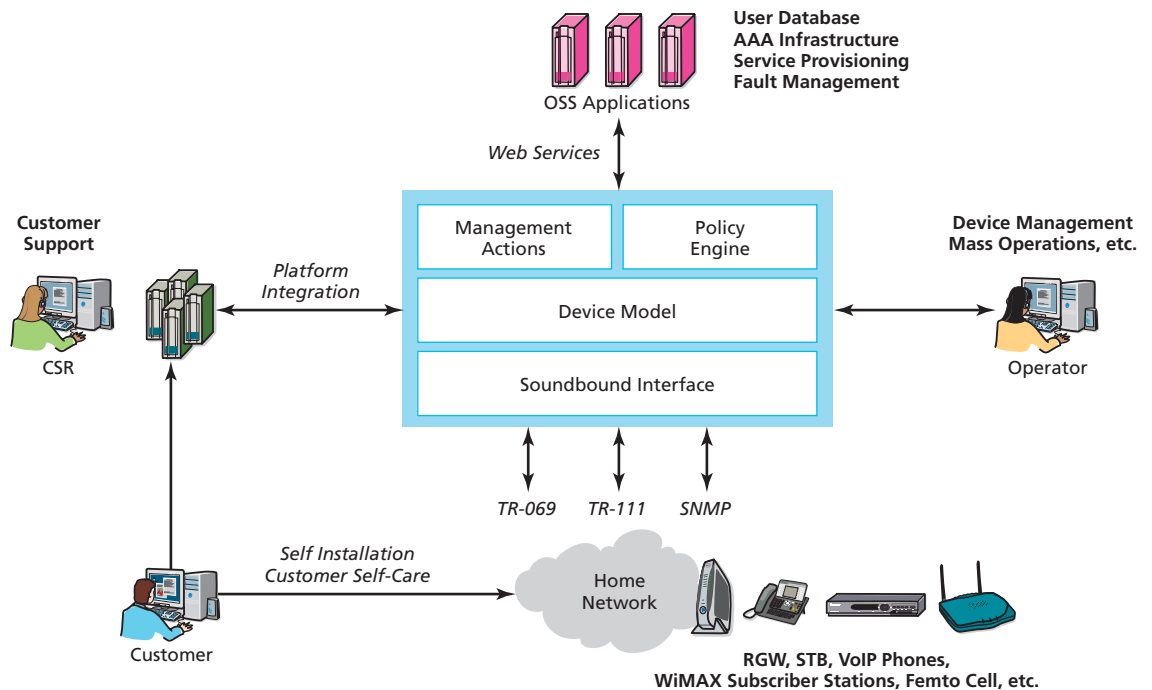 User Database
AAA Infrastructure
Service Provisioning
Fault Management
OSS Applications
Web Services
Customer
Support
CSR
Platform
Integration
Management
Actions
Policy
Engine
Device Model
Soundbound Interface
Device Management
Mass Operations, etc.
Operator
TR-069
TR-111
SNMP
Self Installation
Customer Self-Care
Customer
Home
Network
RGW, STB, VoIP Phones,
WiMAX Subscriber Stations, Femto Cell, etc.